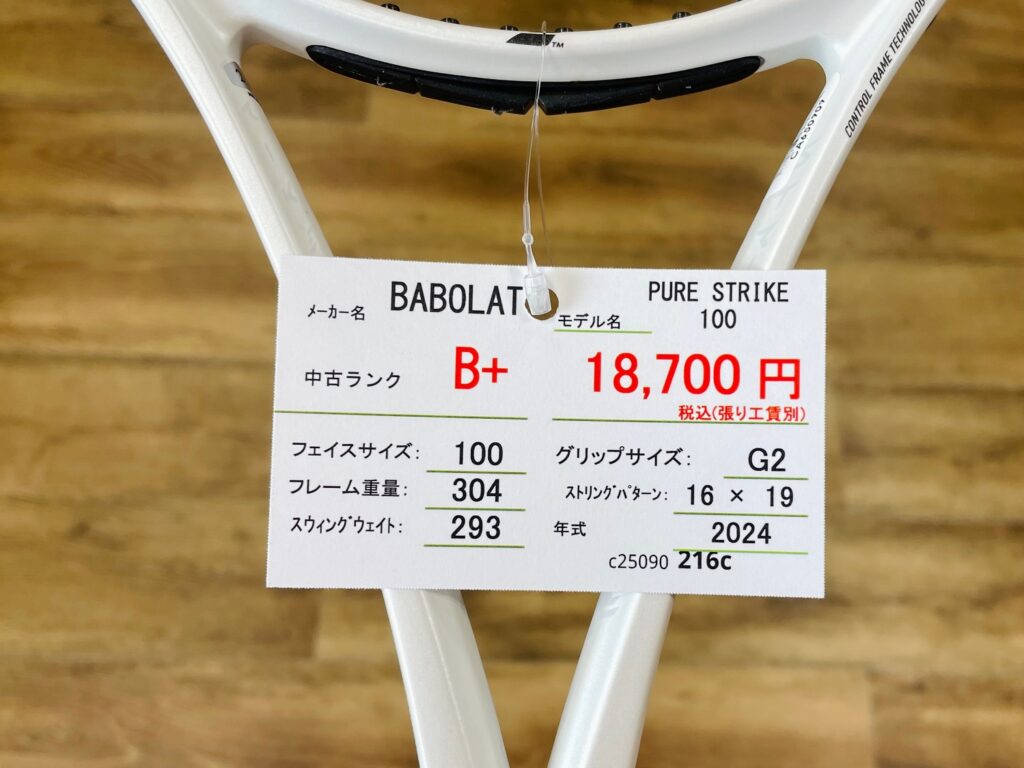 TM
CONTROL FRAME TECHNOLOGY
メーカー名 BABOLAT
モデル名 PURE STRIKE
100
中古ランク B+
18,700 円
税込(張り工賃別)
フェイスサイズ: 100
グリップサイズ: G2
フレーム重量: 304
ストリングパターン: 16 × 19
スウィングウェイト: 293
年式 2024
c25090 216c